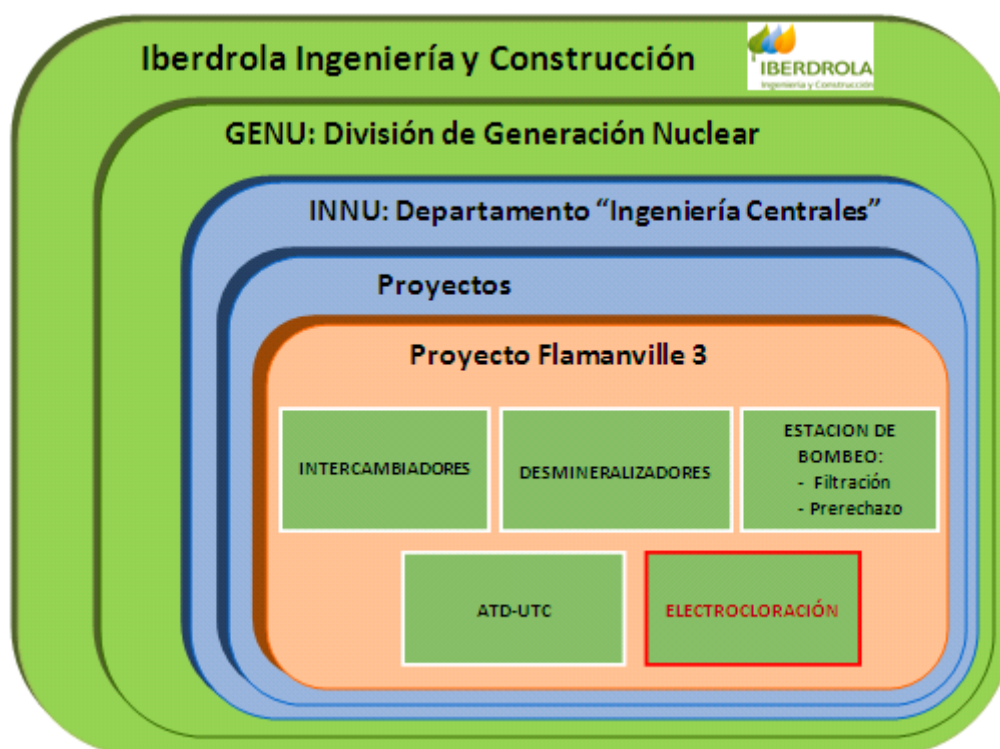 Iberdrola Ingeniería y Construcción
IBERDROLA
Ingeniería y Construcción
GENU: División de Generación Nuclear
INNU: Departamento “Ingeniería Centrales”
Proyectos
Proyecto Flamanville 3
INTERCAMBIADORES
DESMINERALIZADORES
ESTACION DE
BOMBEO:
- Filtración
- Prerechazo
ATD-UTC
ELECTROCLORACIÓN